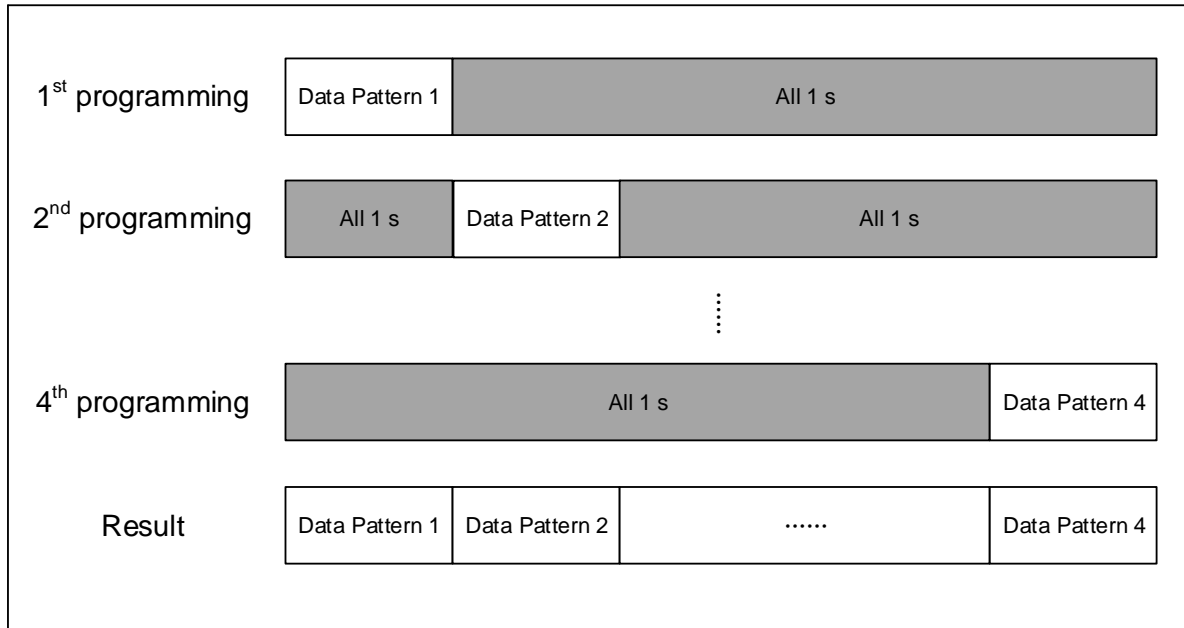 1st programming
Data Pattern 1
All 1 s
2nd programming
All 1 s
Data Pattern 2
All 1 s
⋮
4th programming
All 1 s
Data Pattern 4
Result
Data Pattern 1
Data Pattern 2
......
Data Pattern 4